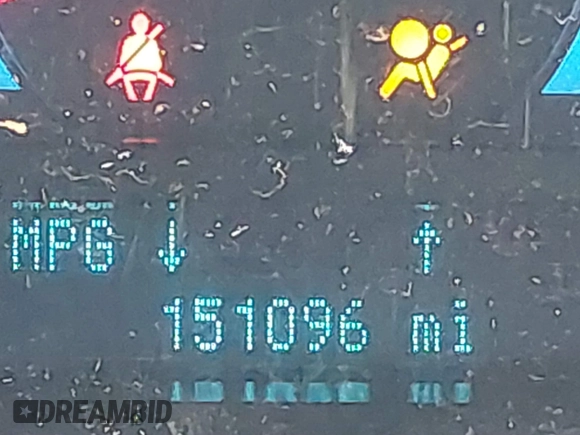 MPG ↓ ↑
151096 mi
DREAMBID